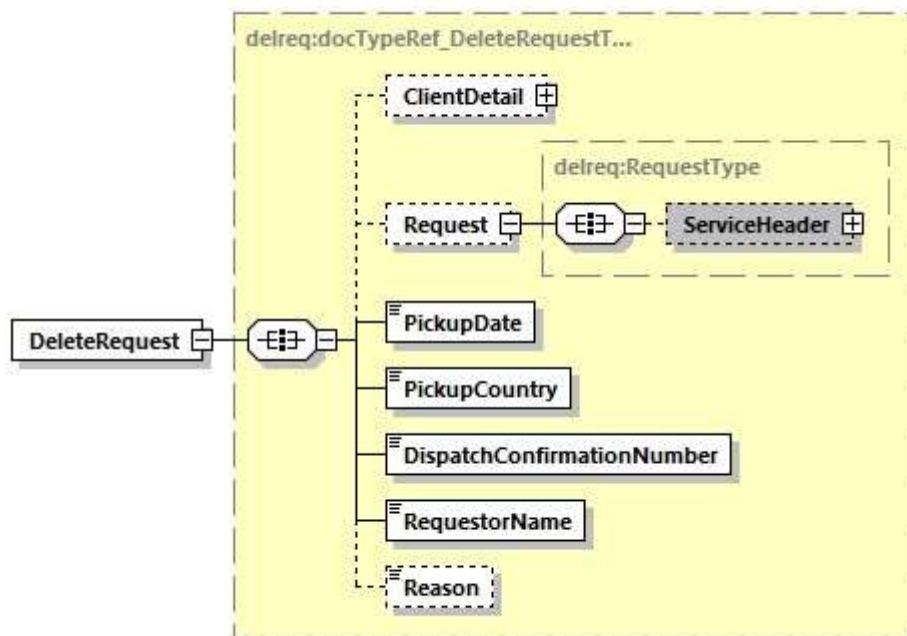 delreq:docTypeRef_DeleteRequestT...
ClientDetail
delreq:RequestType
Request
ServiceHeader
PickupDate
DeleteRequest
PickupCountry
DispatchConfirmationNumber
RequestorName
Reason